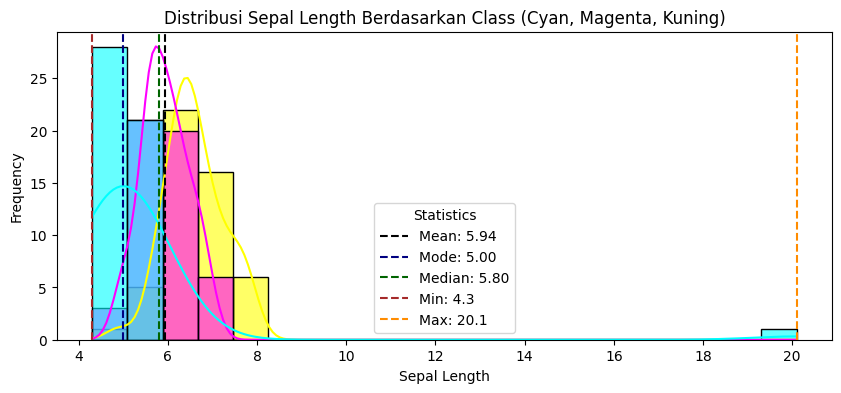 Distribusi Sepal Length Berdasarkan Class (Cyan, Magenta, Kuning)
Frequency
25
20
15
10
5
0
Statistics
Mean: 5.94
Mode: 5.00
Median: 5.80
Min: 4.3
Max: 20.1
4 6 8 10 12 14 16 18 20
Sepal Length